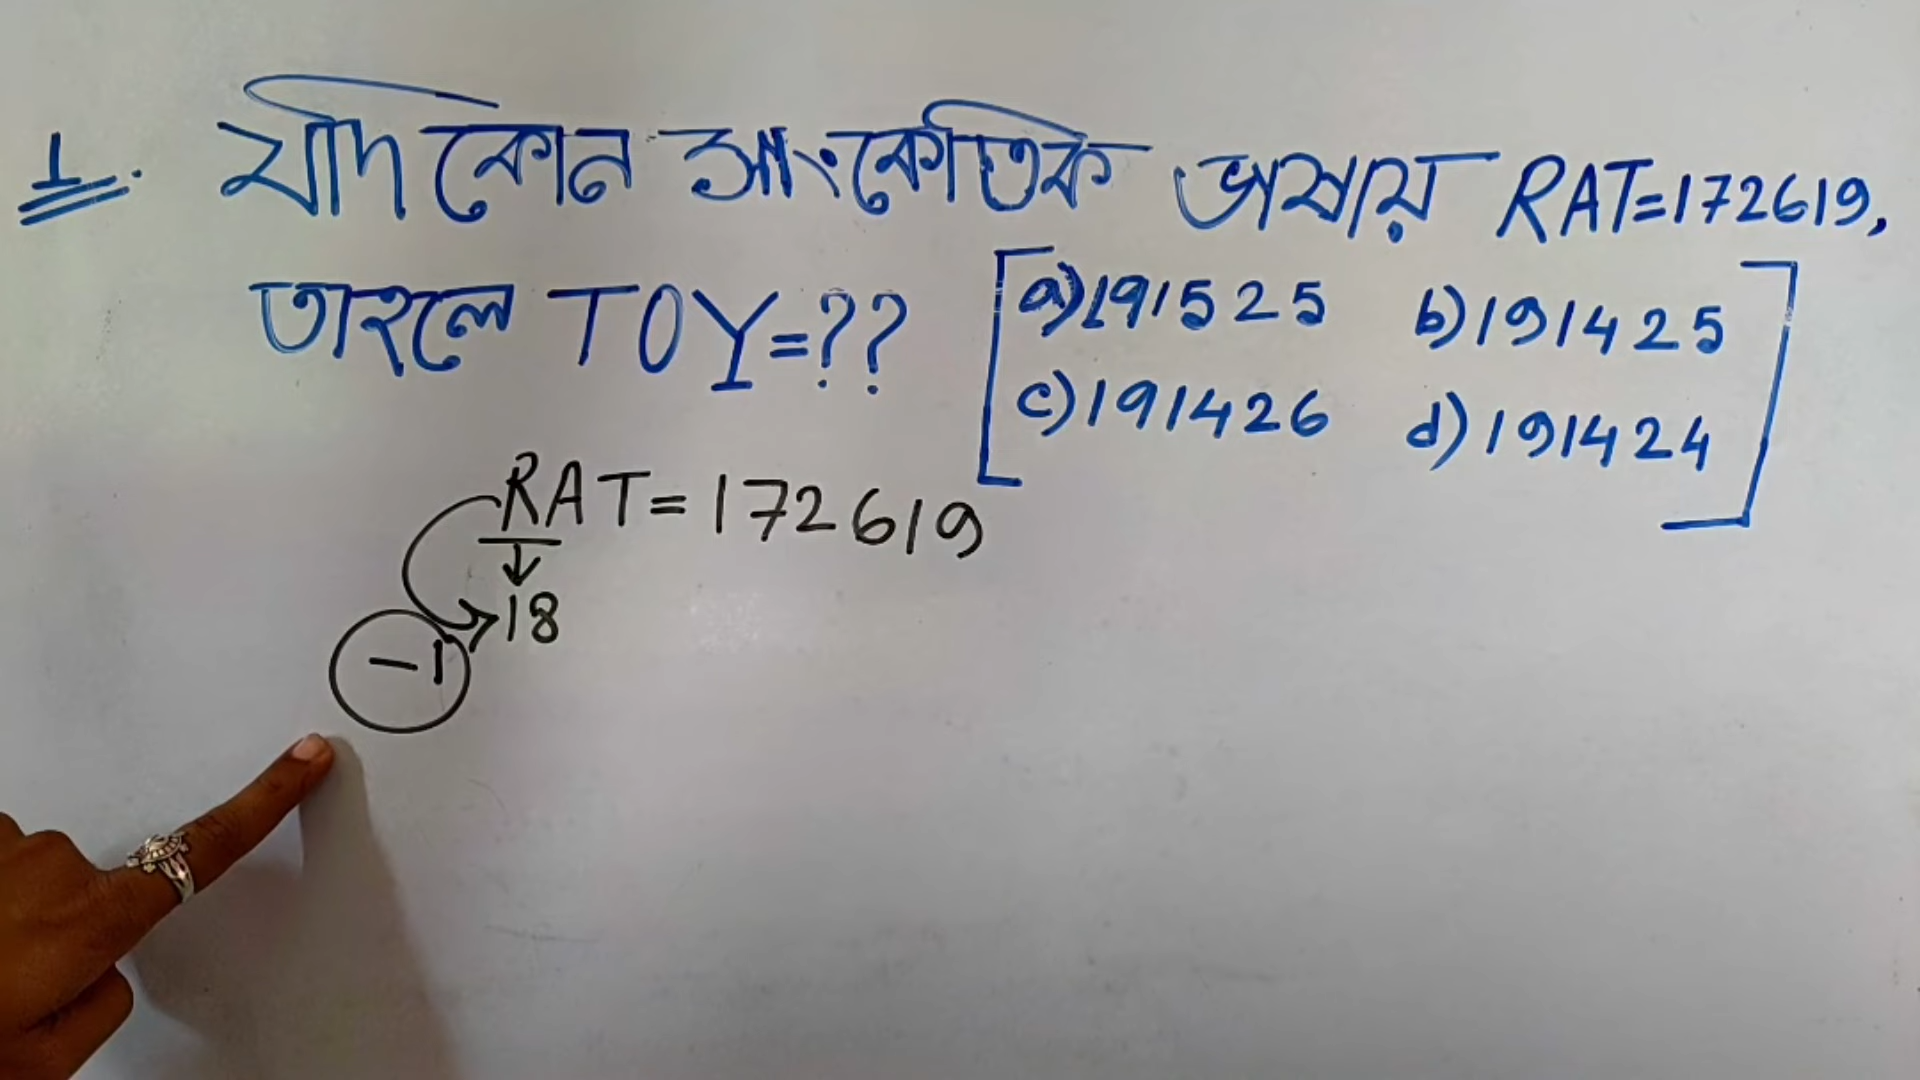 1. যদি কোন সাংকেতিক ভাষায় RAT=172619,
তাহলে TOY=??
a)191525 b)191425
c)191426 d)191424
RAT=172619
18
-1